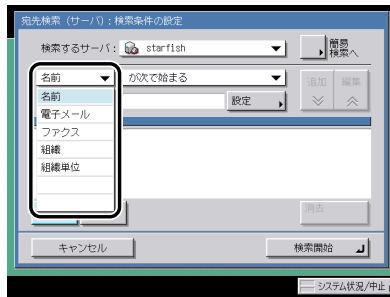 宛先検索（サーバ）：検索条件の設定
検索するサーバ： starfish
簡易
検索へ
名前 が次で始まる 追加 編集
名前 設定
電子メール
ファクス
組織
組織単位
消去
キャンセル 検索開始
システム状況/中止